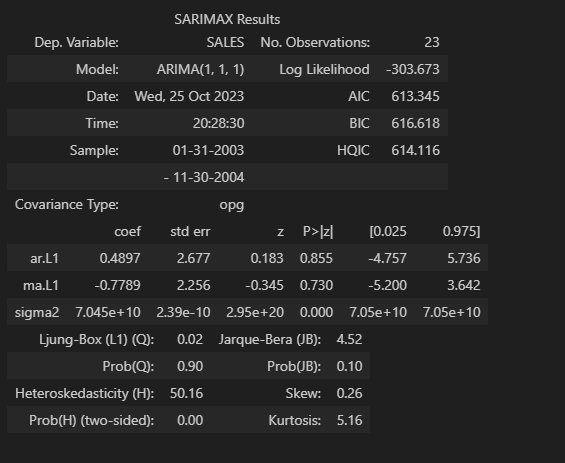 SARIMAX Results
Dep. Variable: SALES No. Observations: 23
Model: ARIMA(1, 1, 1) Log Likelihood -303.673
Date: Wed, 25 Oct 2023 AIC 613.345
Time: 20:28:30 BIC 616.618
Sample: 01-31-2003 HQIC 614.116
- 11-30-2004
Covariance Type: opg
coef std err z P>|z| [0.025 0.975]
ar.L1 0.4897 2.677 0.183 0.855 -4.757 5.736
ma.L1 -0.7789 2.256 -0.345 0.730 -5.200 3.642
sigma2 7.045e+10 2.39e-10 2.95e+20 0.000 7.05e+10 7.05e+10
Ljung-Box (L1) (Q): 0.02 Jarque-Bera (JB): 4.52
Prob(Q): 0.90 Prob(JB): 0.10
Heteroskedasticity (H): 50.16 Skew: 0.26
Prob(H) (two-sided): 0.00 Kurtosis: 5.16